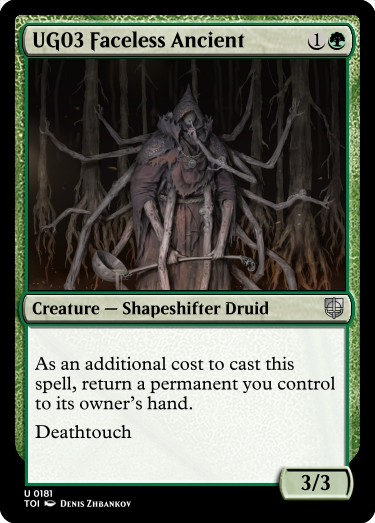 UG03 Faceless Ancient 1
Creature — Shapeshifter Druid
As an additional cost to cast this
spell, return a permanent you control
to its owner's hand.
Deathtouch
3/3
U 0181
TOI Denis Zhbankov